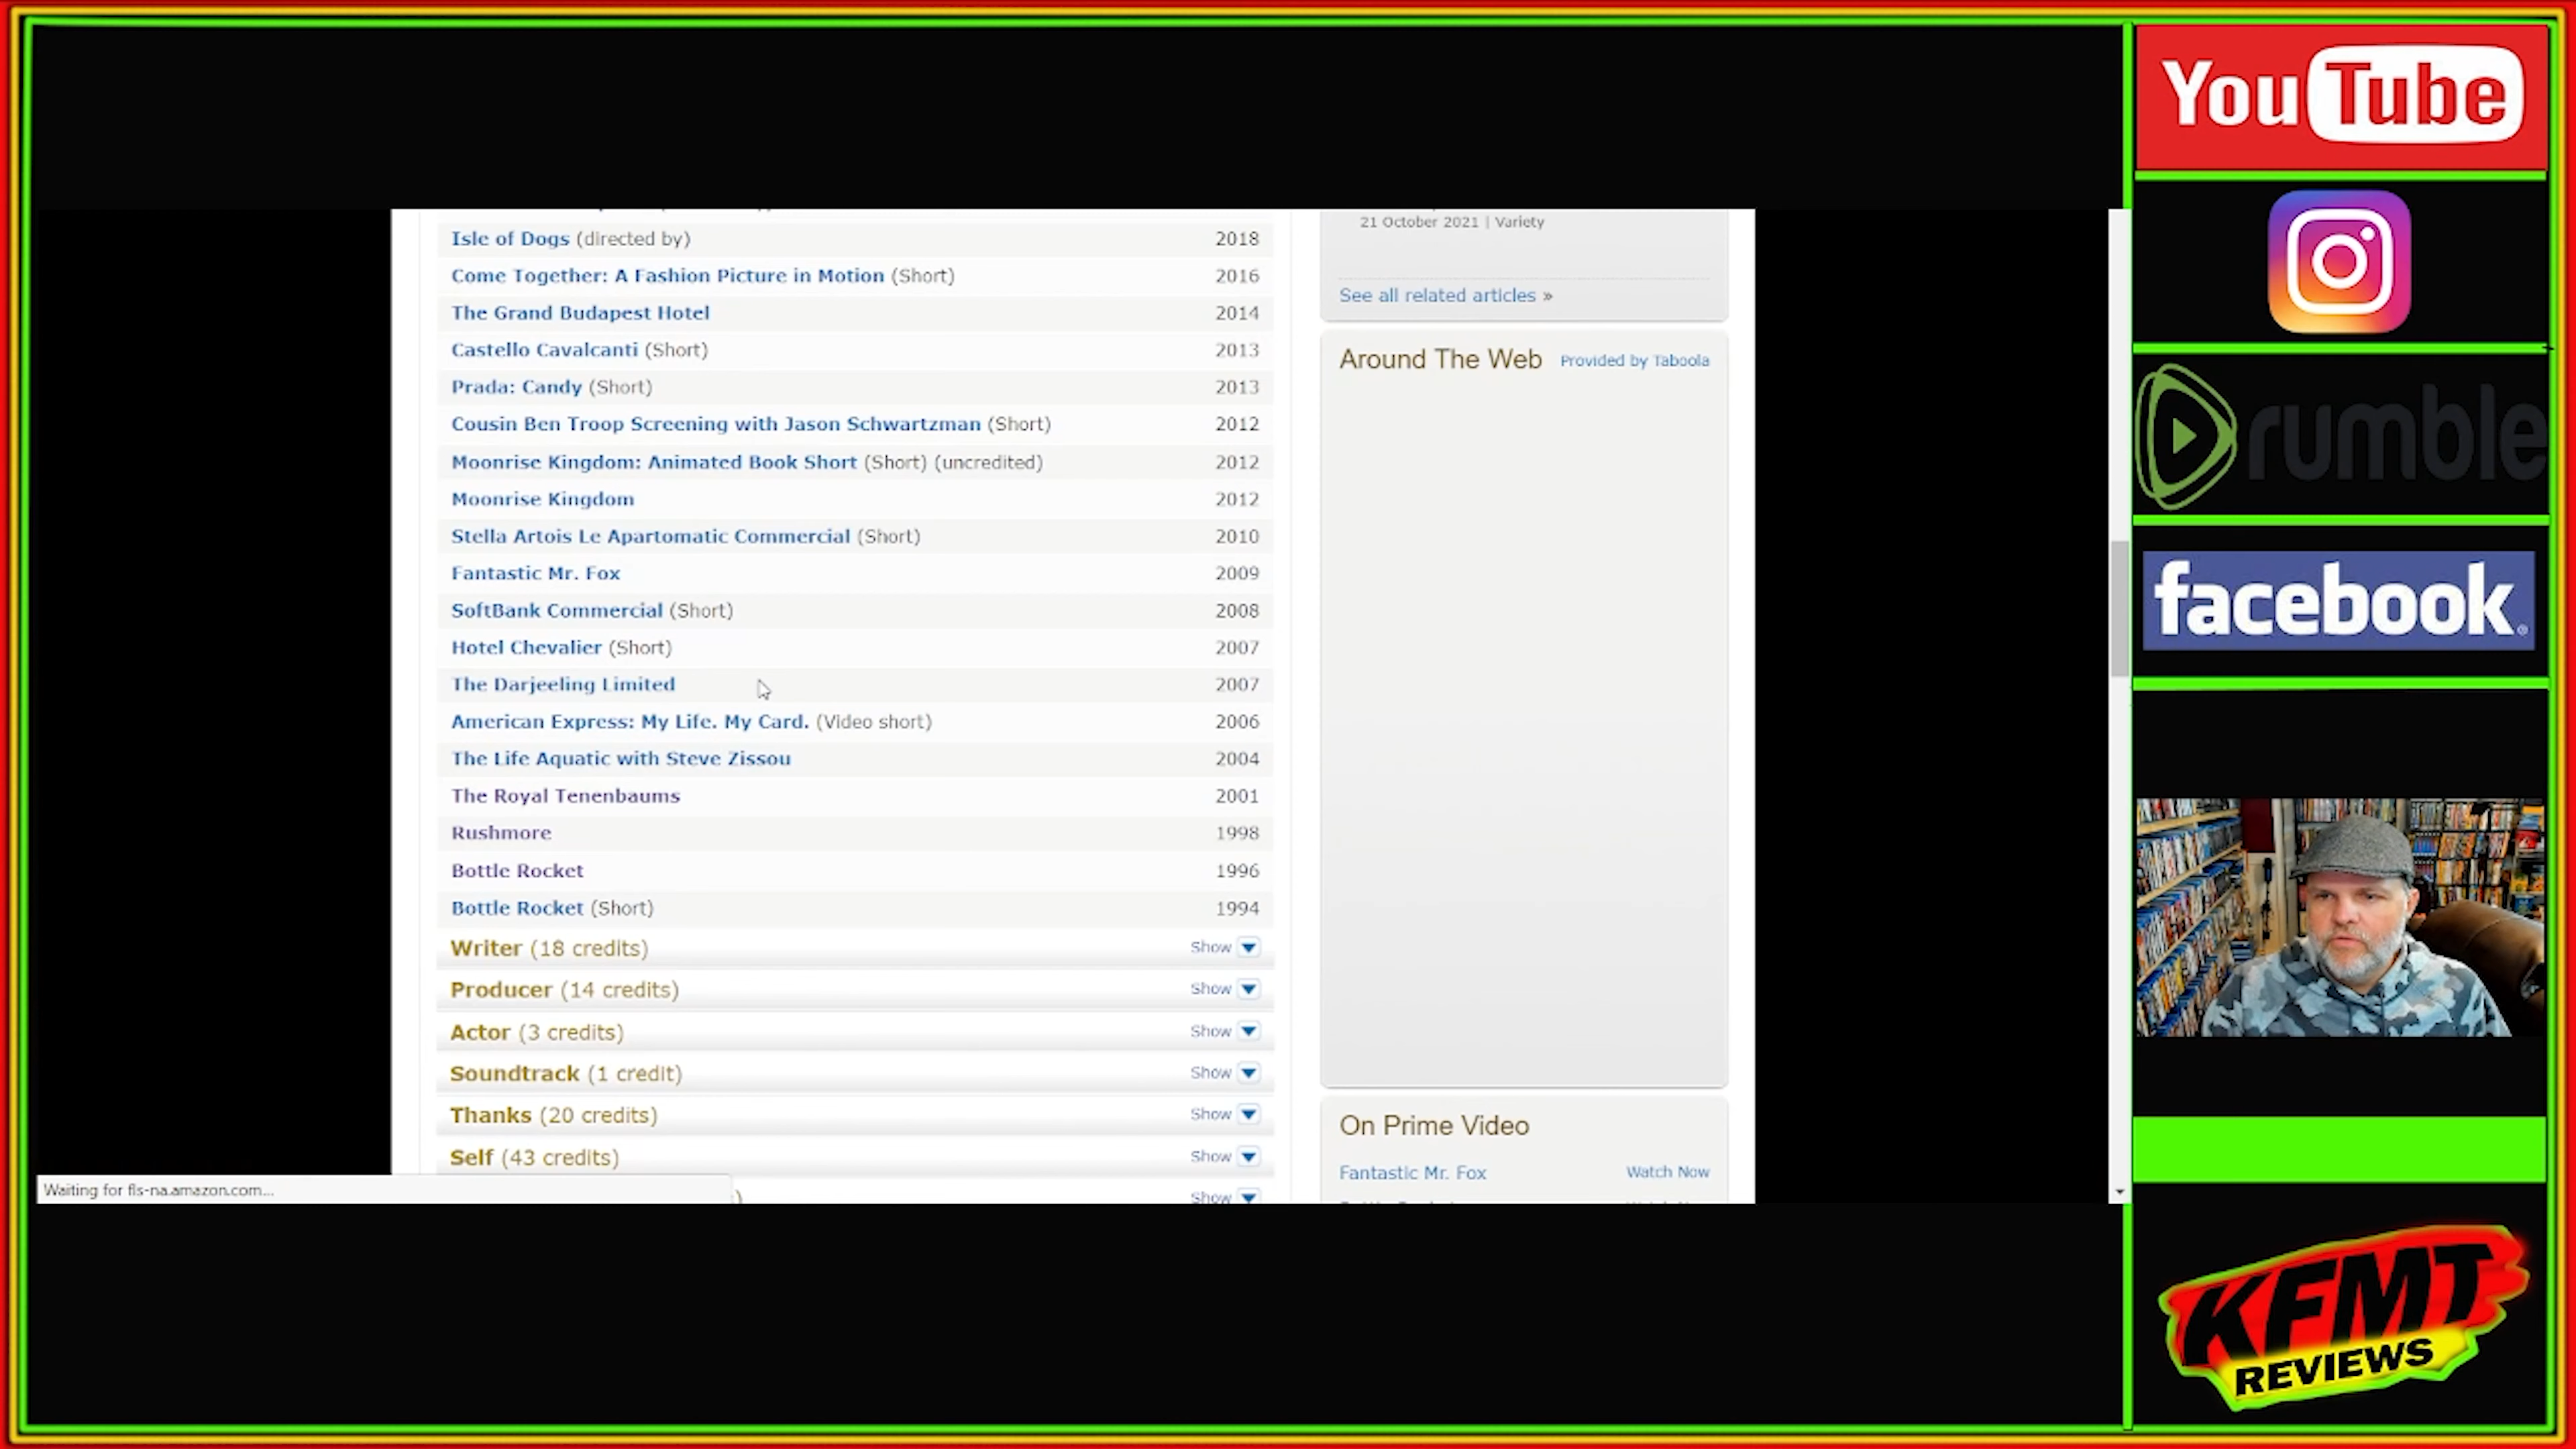 YouTube
21 October 2021 | Variety
Isle of Dogs (directed by) 2018
Come Together: A Fashion Picture in Motion (Short) 2016
See all related articles »
The Grand Budapest Hotel 2014
Castello Cavalcanti (Short) 2013
Around The Web Provided by Taboola
Prada: Candy (Short) 2013
Cousin Ben Troop Screening with Jason Schwartzman (Short) 2012
rumble
Moonrise Kingdom: Animated Book Short (Short) (uncredited) 2012
Moonrise Kingdom 2012
Stella Artois Le Apartomatic Commercial (Short) 2010
Fantastic Mr. Fox 2009
facebook®
SoftBank Commercial (Short) 2008
Hotel Chevalier (Short) 2007
The Darjeeling Limited 2007
American Express: My Life. My Card. (Video short) 2006
The Life Aquatic with Steve Zissou 2004
The Royal Tenenbaums 2001
Rushmore 1998
Bottle Rocket 1996
Bottle Rocket (Short) 1994
Writer (18 credits) Show
Producer (14 credits) Show
Actor (3 credits) Show
Soundtrack (1 credit) Show
Thanks (20 credits) Show
On Prime Video
Self (43 credits) Show
Fantastic Mr. Fox Watch Now
Waiting for fls-na.amazon.com...
Show
KFMT
REVIEWS